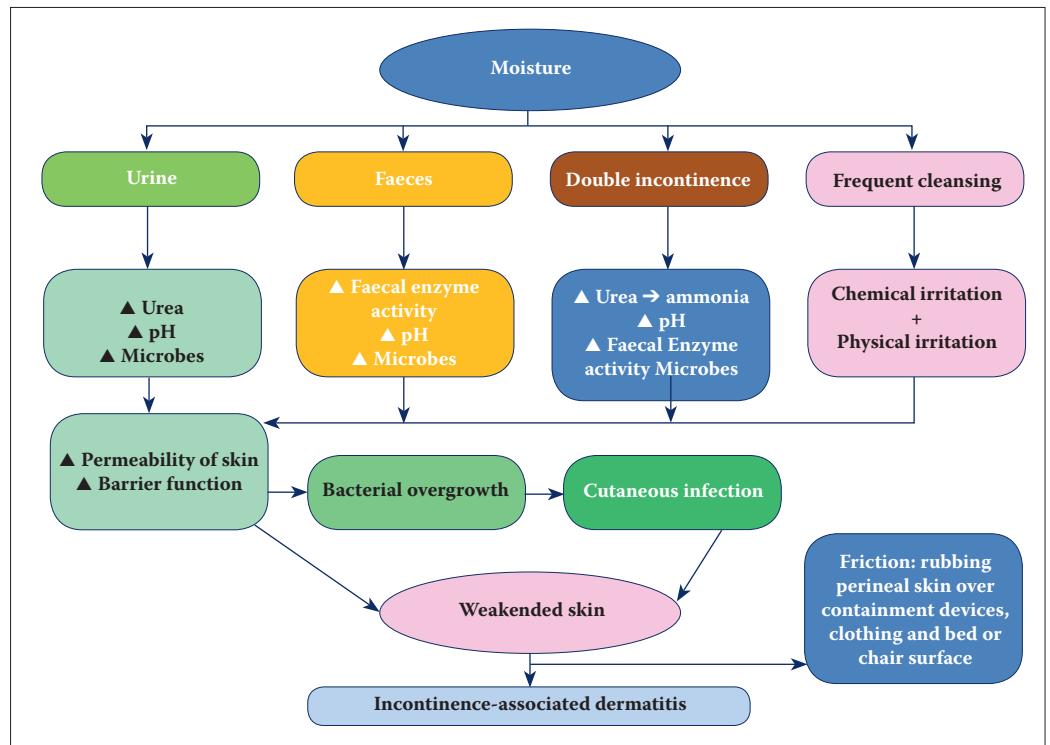 Moisture
Urine
Faeces
Double incontinence
Frequent cleansing
▲ Urea
▲ pH
▲ Microbes
▲ Faecal enzyme
activity
▲ pH
▲ Microbes
▲ Urea ➔ ammonia
▲ pH
▲ Faecal Enzyme
activity Microbes
Chemical irritation
+
Physical irritation
▲ Permeability of skin
▲ Barrier function
Bacterial overgrowth
Cutaneous infection
Friction: rubbing
perineal skin over
containment devices,
clothing and bed or
chair surface
Weakended skin
Incontinence-associated dermatitis